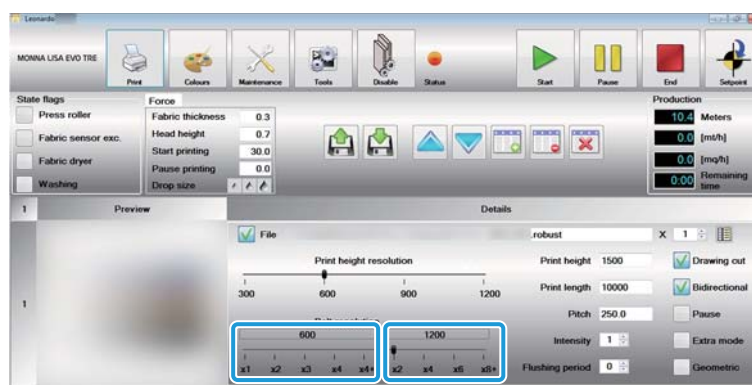 Leonardo
MONNA LISA EVO TRE
Print Colours Maintenance Tools Disable Status Start Pause End Setpoint
State flags
Press roller
Fabric sensor exc.
Fabric dryer
Washing
Force
Fabric thickness 0.3
Head height 0.7
Start printing 30.0
Pause printing 0.0
Drop size
Production
10.4 Meters
0.0 [mt/h]
0.0 [mq/h]
0:00 Remaining time
1 Preview Details
1
File .robust X 1
Print height resolution
300 600 900 1200
600
x1 x2 x3 x4 x4+
1200
x2 x4 x6 x8+
Print height 1500
Print length 10000
Pitch 250.0
Intensity 1
Flushing period 0
Drawing cut
Bidirectional
Pause
Extra mode
Geometric